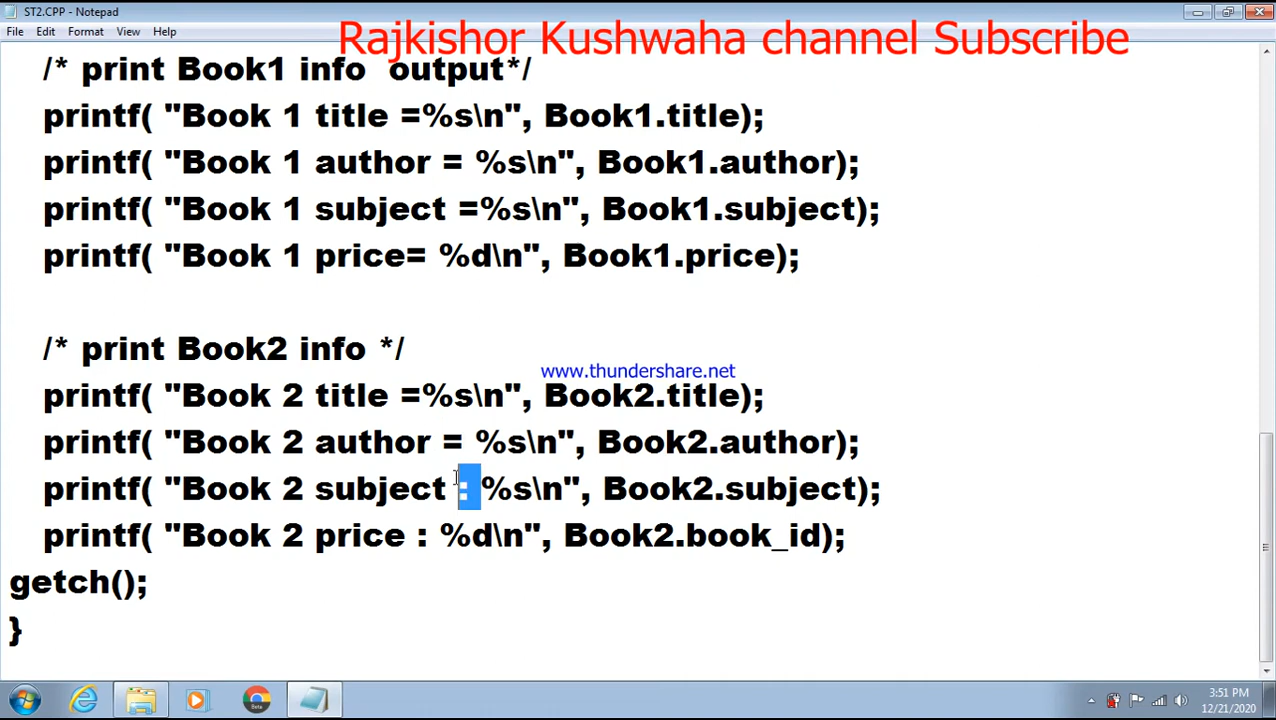 ST2.CPP - Notepad
File Edit Format View Help
Rajkishor Kushwaha channel Subscribe
/* print Book1 info output*/
printf( "Book 1 title =%s\n", Book1.title);
printf( "Book 1 author = %s\n", Book1.author);
printf( "Book 1 subject =%s\n", Book1.subject);
printf( "Book 1 price= %d\n", Book1.price);
/* print Book2 info */
www.thundershare.net
printf( "Book 2 title =%s\n", Book2.title);
printf( "Book 2 author = %s\n", Book2.author);
printf( "Book 2 subject : %s\n", Book2.subject);
printf( "Book 2 price : %d\n", Book2.book_id);
getch();
}
Beta
3:51 PM
12/21/2020